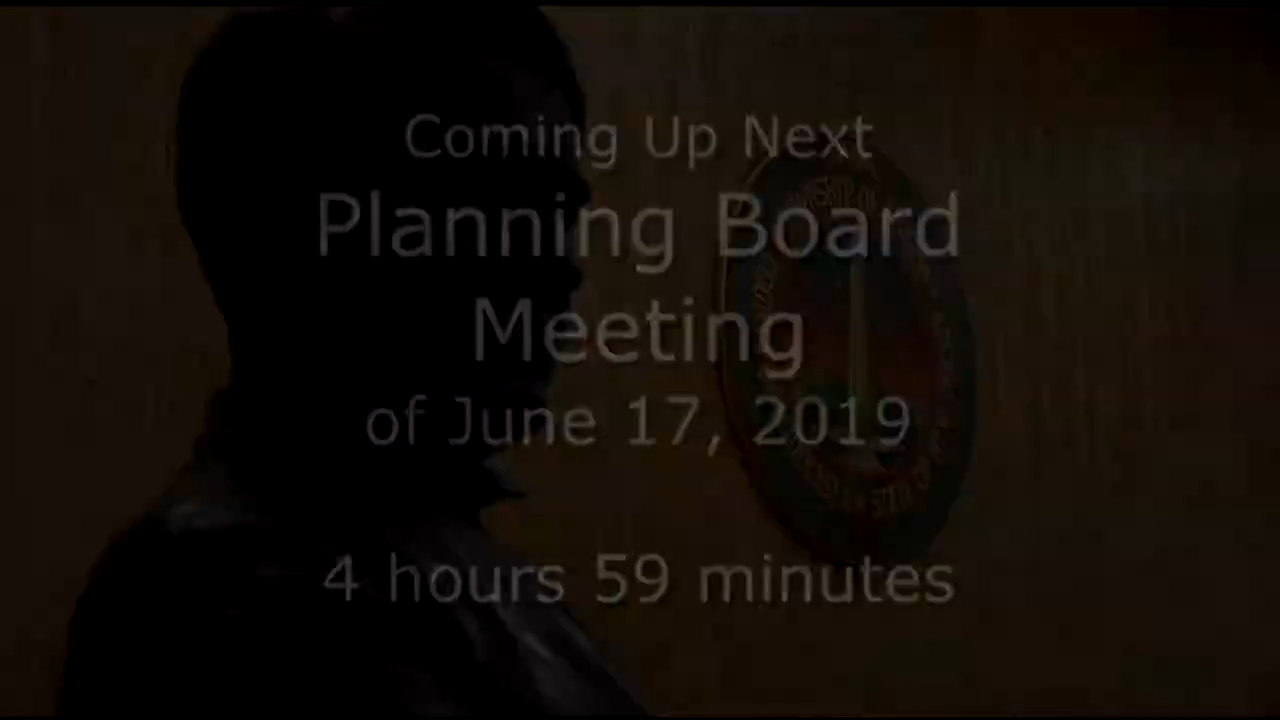 Coming Up Next
Planning Board
Meeting
of June 17, 2019
4 hours 59 minutes